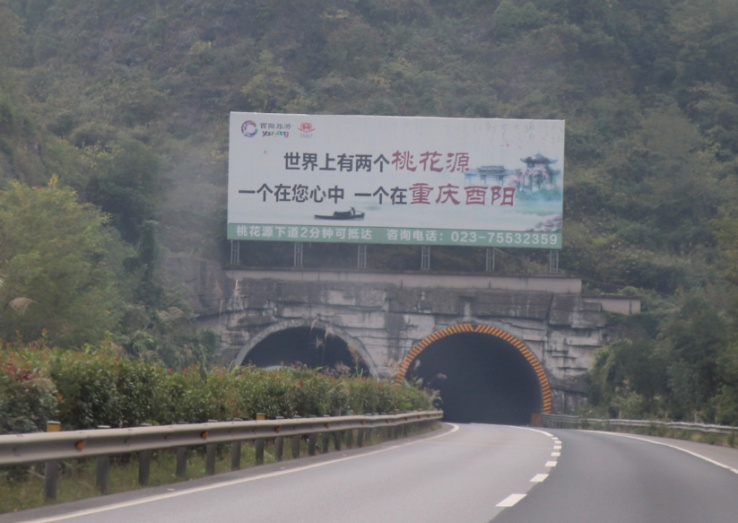 世界上有两个桃花源
一个在您心中 一个在重庆酉阳
桃花源下道2分钟可抵达 咨询电话：023-75532359